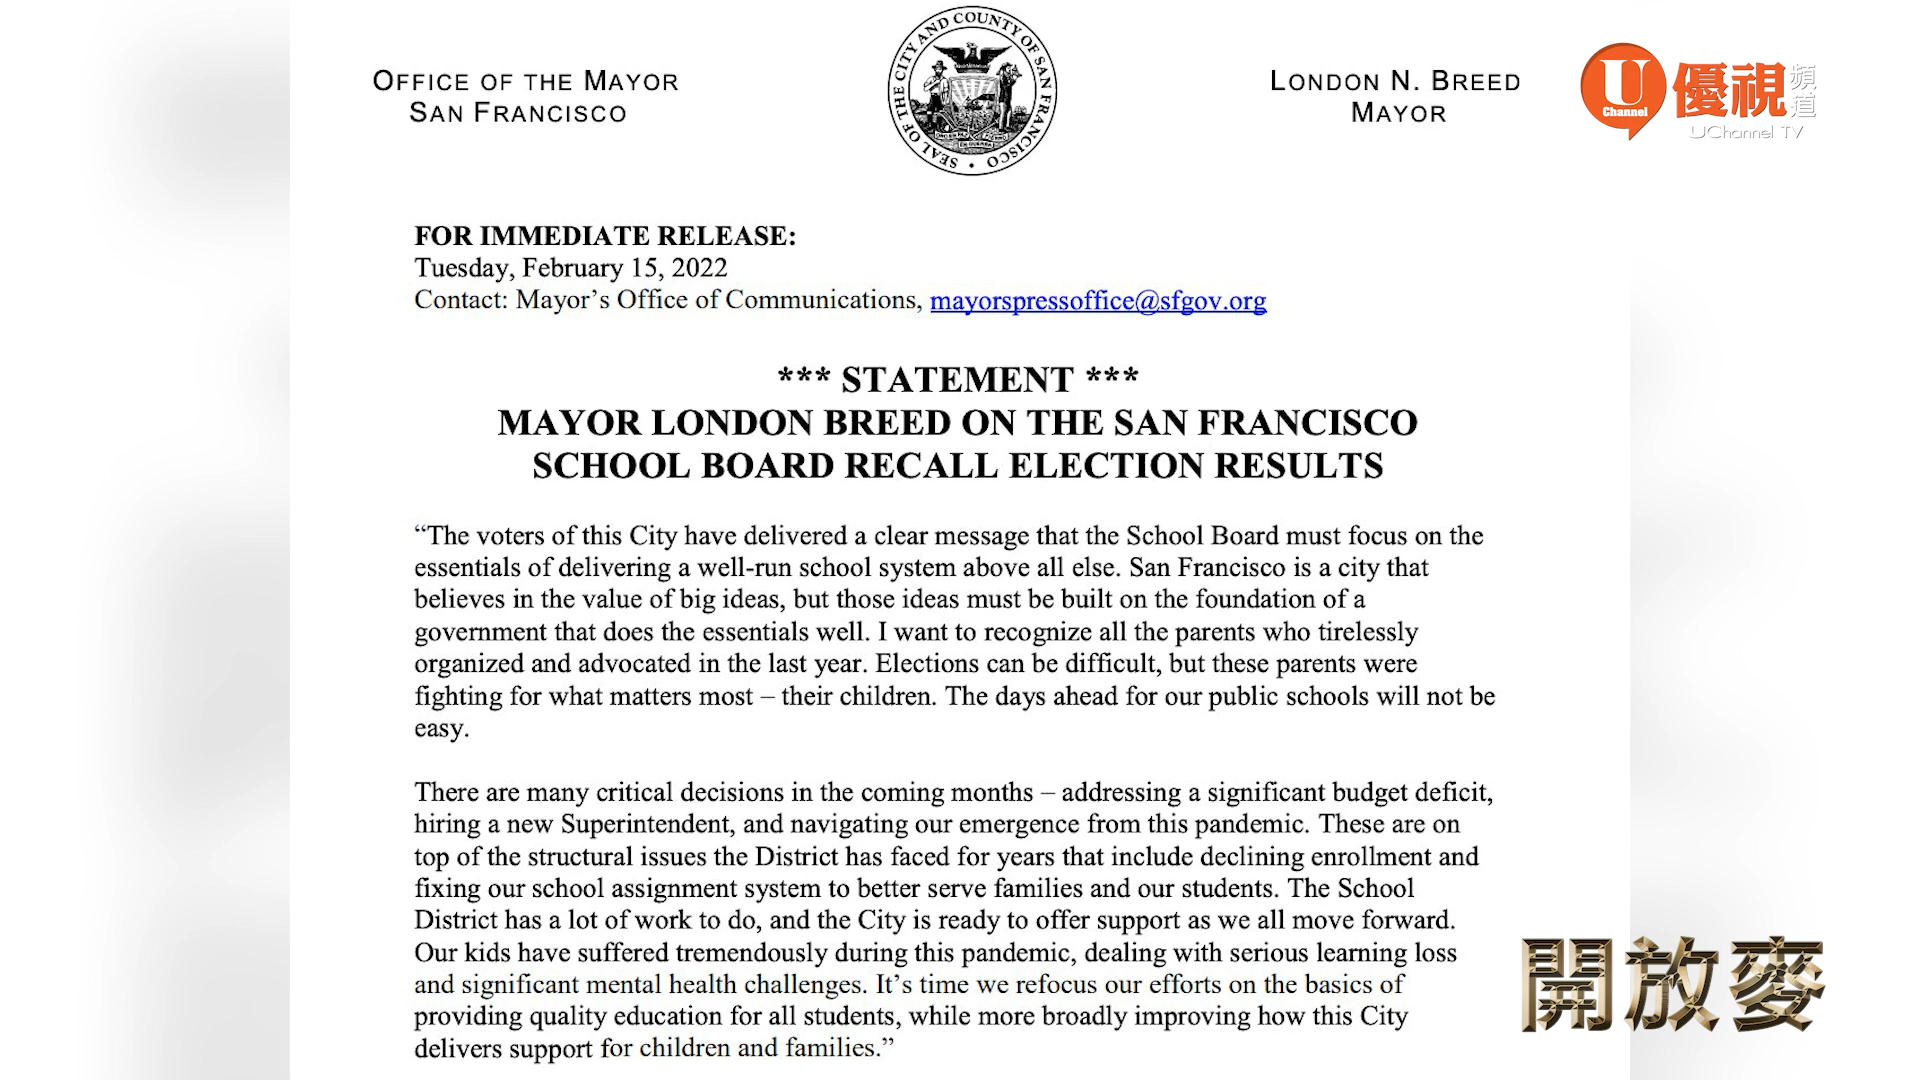 OFFICE OF THE MAYOR
SAN FRANCISCO
SEAL OF THE CITY AND COUNTY OF SAN FRANCISCO
LONDON N. BREED
MAYOR
U
Channel
優視
頻道
UChannel TV
FOR IMMEDIATE RELEASE:
Tuesday, February 15, 2022
Contact: Mayor’s Office of Communications, mayorspressoffice@sfgov.org
*** STATEMENT ***
MAYOR LONDON BREED ON THE SAN FRANCISCO
SCHOOL BOARD RECALL ELECTION RESULTS
“The voters of this City have delivered a clear message that the School Board must focus on the
essentials of delivering a well-run school system above all else. San Francisco is a city that
believes in the value of big ideas, but those ideas must be built on the foundation of a
government that does the essentials well. I want to recognize all the parents who tirelessly
organized and advocated in the last year. Elections can be difficult, but these parents were
fighting for what matters most – their children. The days ahead for our public schools will not be
easy.
There are many critical decisions in the coming months – addressing a significant budget deficit,
hiring a new Superintendent, and navigating our emergence from this pandemic. These are on
top of the structural issues the District has faced for years that include declining enrollment and
fixing our school assignment system to better serve families and our students. The School
District has a lot of work to do, and the City is ready to offer support as we all move forward.
Our kids have suffered tremendously during this pandemic, dealing with serious learning loss
and significant mental health challenges. It’s time we refocus our efforts on the basics of
providing quality education for all students, while more broadly improving how this City
delivers support for children and families.”
開放麥